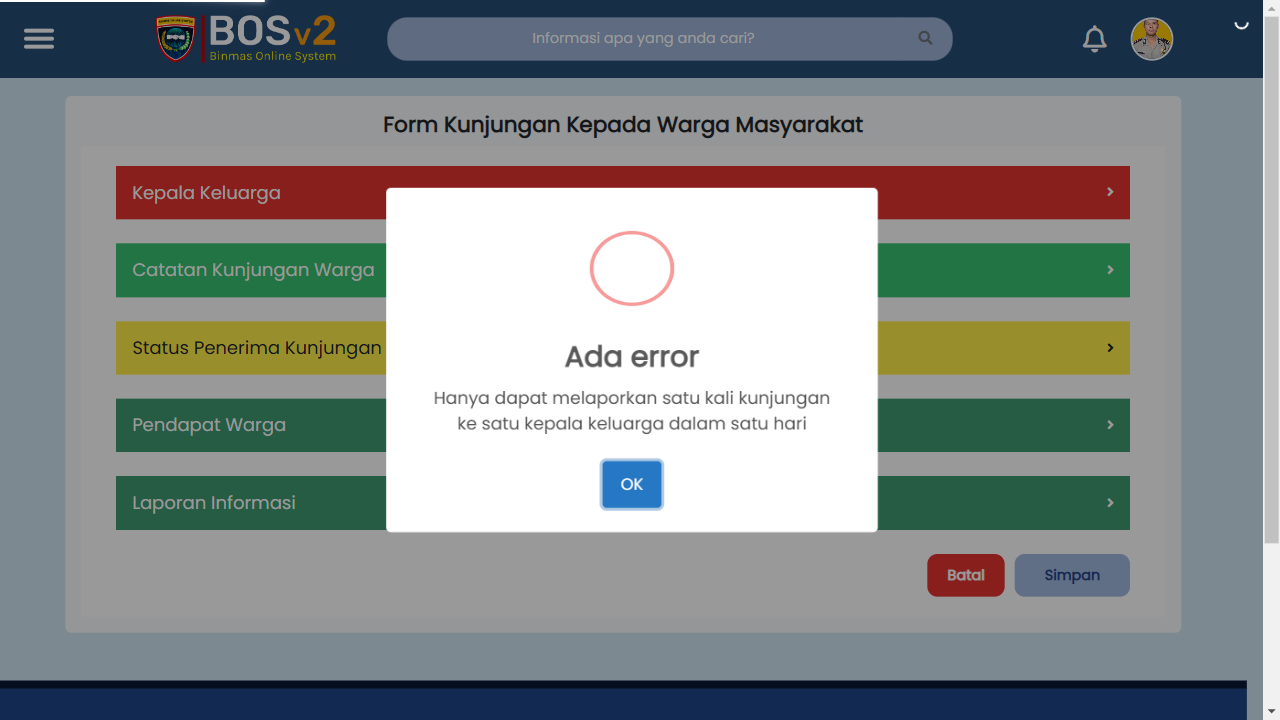 BOSv2
Binmas Online System
Informasi apa yang anda cari?
Form Kunjungan Kepada Warga Masyarakat
Kepala Keluarga
Catatan Kunjungan Warga
Status Penerima Kunjungan
Pendapat Warga
Laporan Informasi
Ada error
Hanya dapat melaporkan satu kali kunjungan
ke satu kepala keluarga dalam satu hari
OK
Batal
Simpan